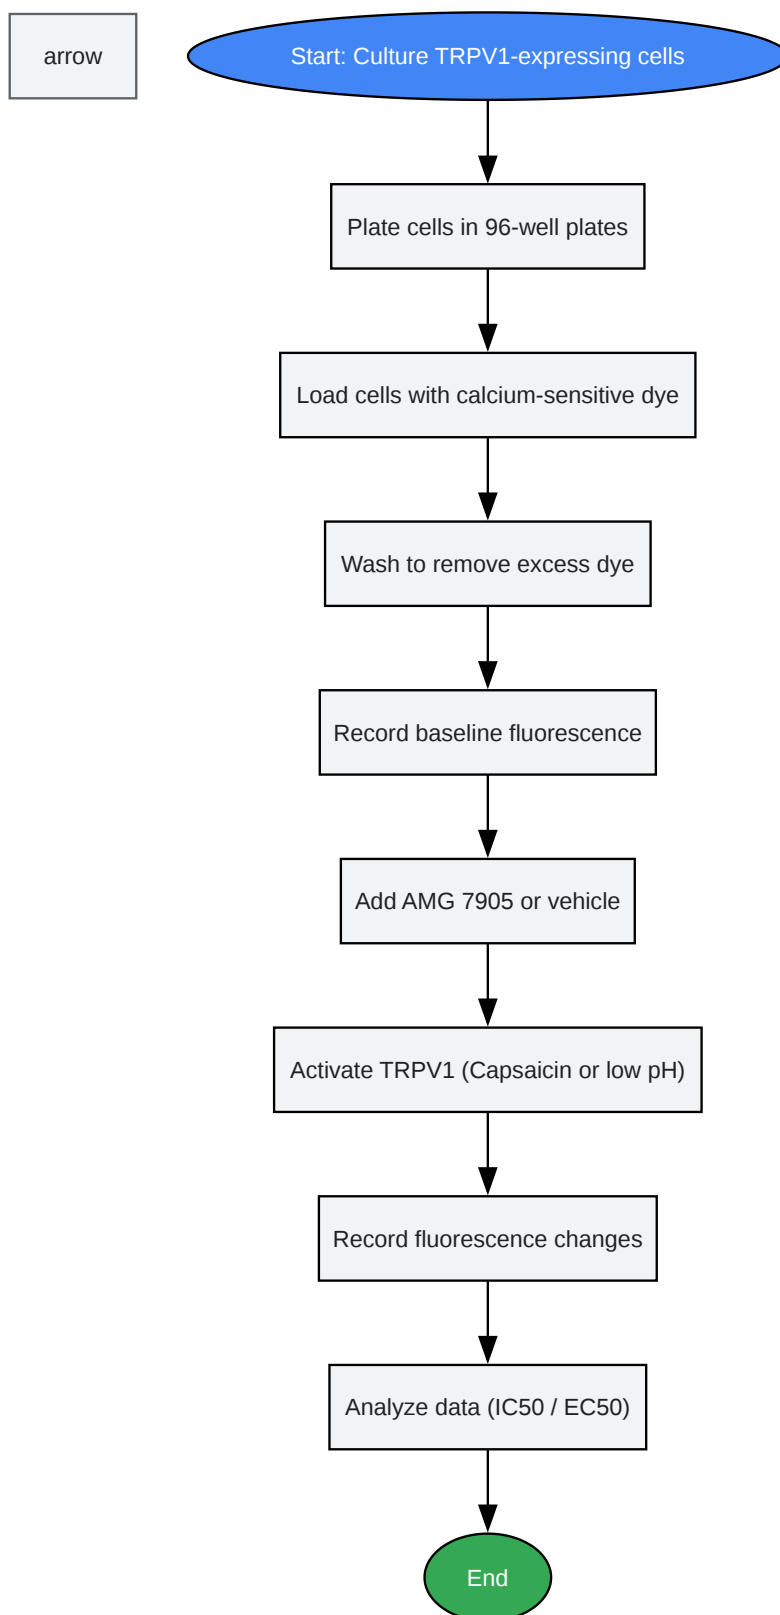 arrow
Start: Culture TRPV1-expressing cells
Plate cells in 96-well plates
Load cells with calcium-sensitive dye
Wash to remove excess dye
Record baseline fluorescence
Add AMG 7905 or vehicle
Activate TRPV1 (Capsaicin or low pH)
Record fluorescence changes
Analyze data (IC50 / EC50)
End